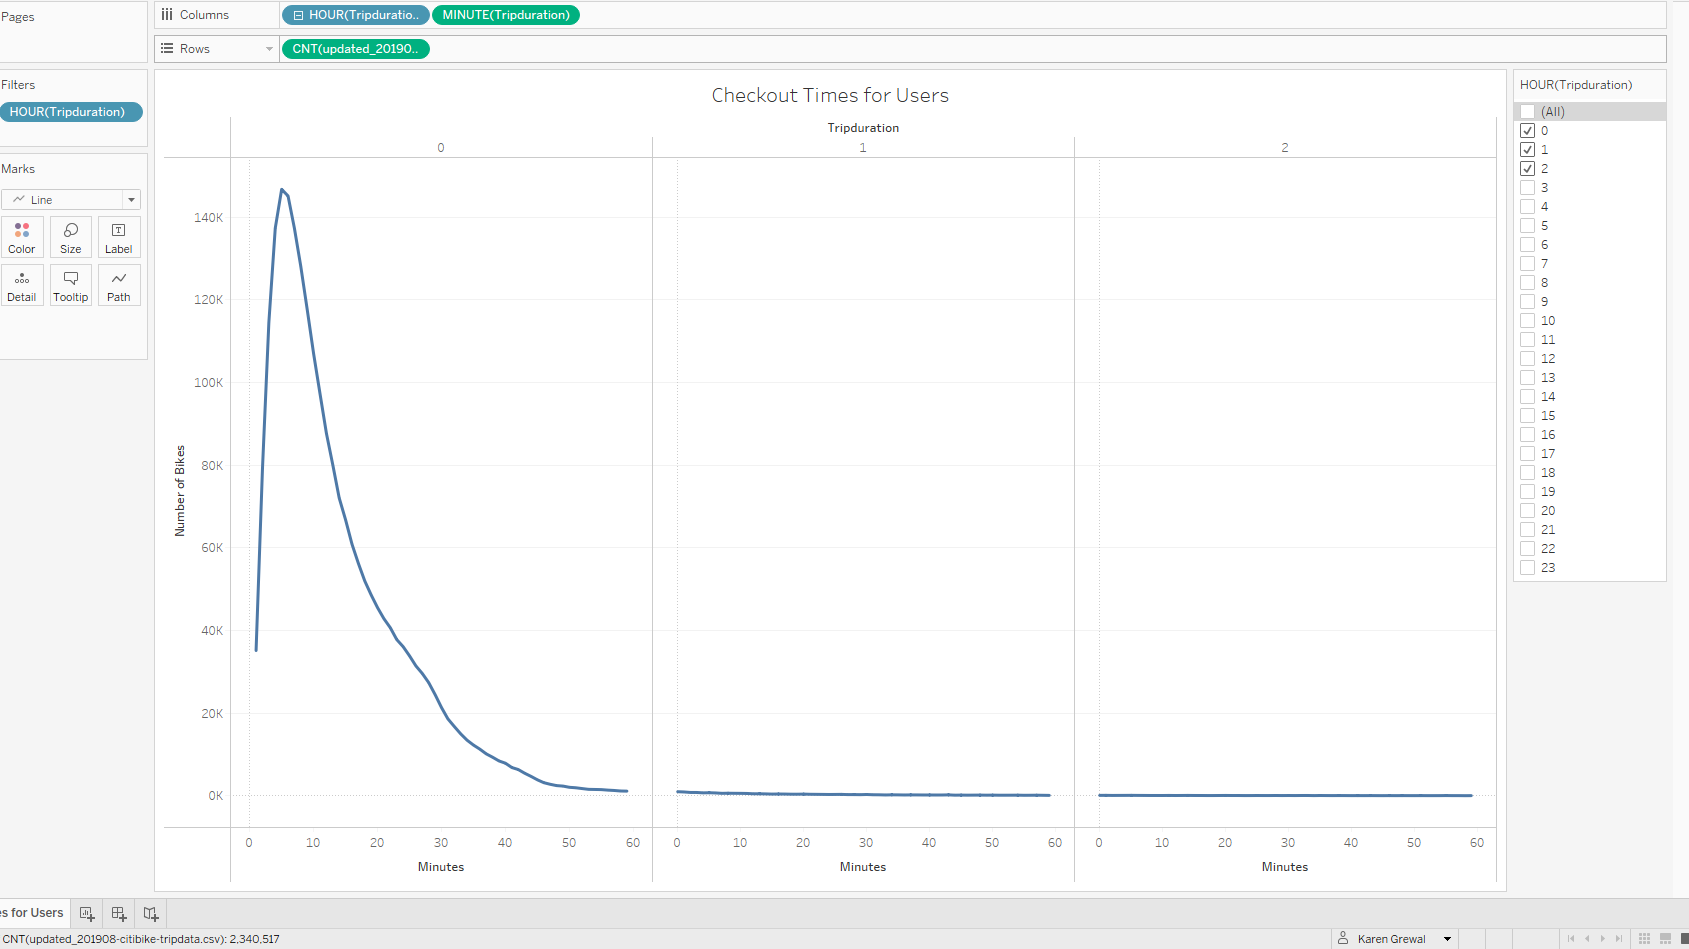 Pages
Columns
HOUR(Tripduratio..
MINUTE(Tripduration)
Rows
CNT(updated_20190..
Filters
HOUR(Tripduration)
Marks
Line
Color
Size
Label
Detail
Tooltip
Path
Checkout Times for Users
Tripduration
0
1
2
Number of Bikes
140K
120K
100K
80K
60K
40K
20K
0K
0 10 20 30 40 50 60
0 10 20 30 40 50 60
0 10 20 30 40 50 60
Minutes
Minutes
Minutes
HOUR(Tripduration)
(All)
0
1
2
3
4
5
6
7
8
9
10
11
12
13
14
15
16
17
18
19
20
21
22
23
es for Users
CNT(updated_201908-citibike-tripdata.csv): 2,340,517
Karen Grewal